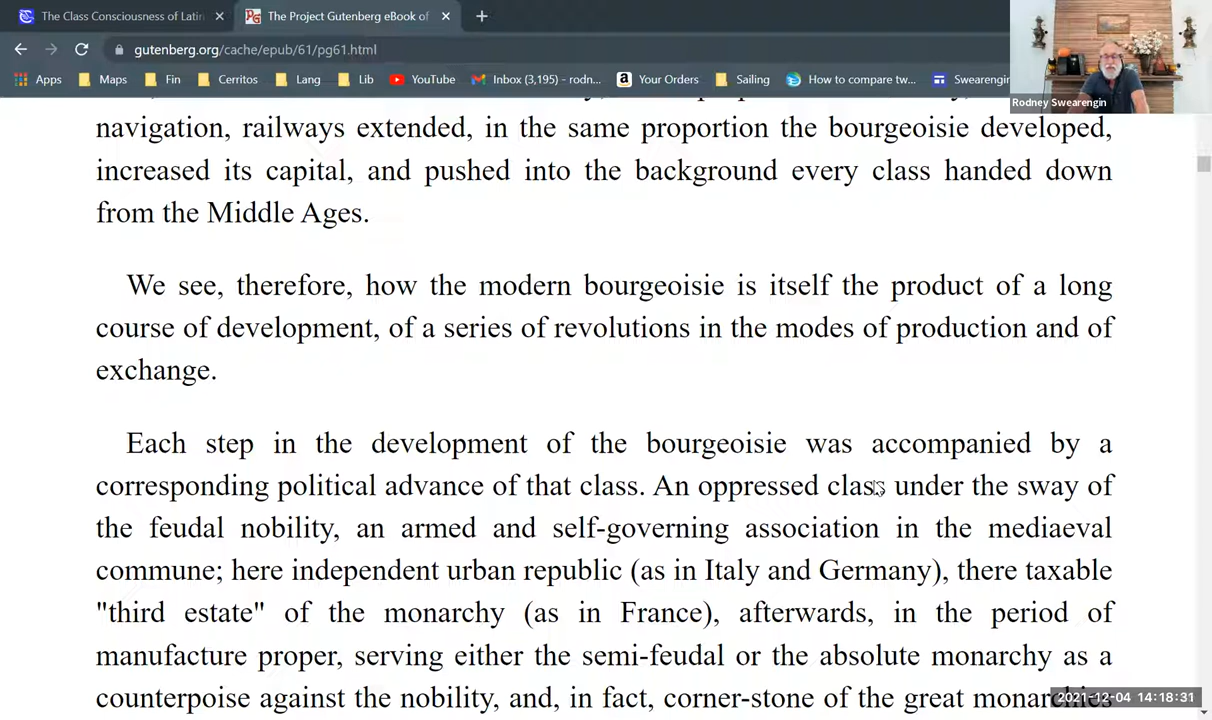 The Class Consciousness of Latin
The Project Gutenberg eBook of
gutenberg.org/cache/epub/61/pg61.html
Apps Maps Fin Cerritos Lang Lib YouTube Inbox (3,195) - rodn... Your Orders Sailing How to compare tw... Swearengin
Rodney Swearengin
navigation, railways extended, in the same proportion the bourgeoisie developed,
increased its capital, and pushed into the background every class handed down
from the Middle Ages.
We see, therefore, how the modern bourgeoisie is itself the product of a long
course of development, of a series of revolutions in the modes of production and of
exchange.
Each step in the development of the bourgeoisie was accompanied by a
corresponding political advance of that class. An oppressed class under the sway of
the feudal nobility, an armed and self-governing association in the mediaeval
commune; here independent urban republic (as in Italy and Germany), there taxable
"third estate" of the monarchy (as in France), afterwards, in the period of
manufacture proper, serving either the semi-feudal or the absolute monarchy as a
counterpoise against the nobility, and, in fact, corner-stone of the great monarchies
2021-12-04 14:18:31